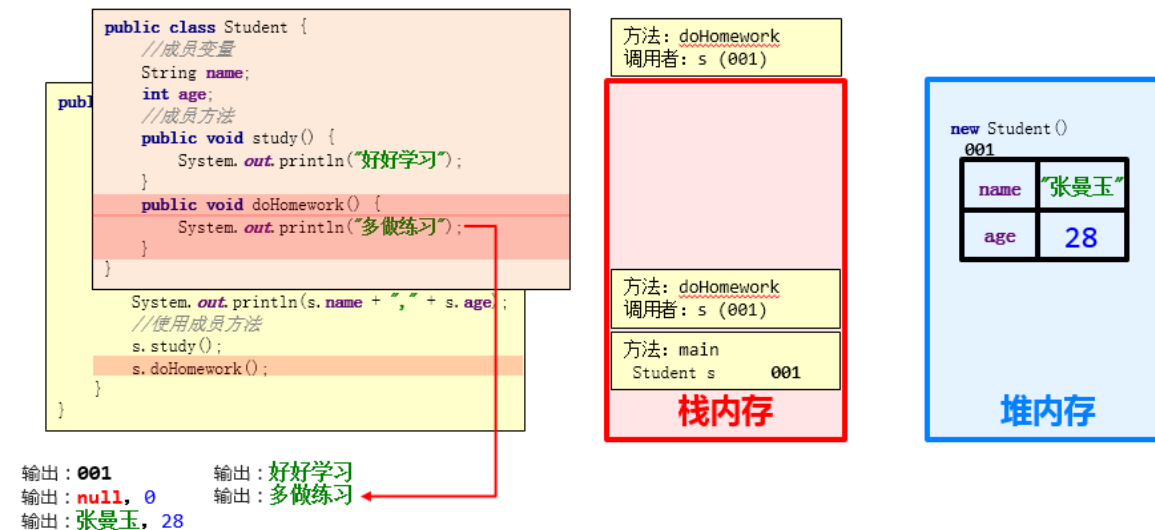 public class Student {
//成员变量
String name;
int age;
//成员方法
public void study() {
System.out.println("好好学习");
}
public void doHomework() {
System.out.println("多做练习");
}
}
publ
System.out.println(s.name + "," + s.age);
//使用成员方法
s.study();
s.doHomework();
}
}
输出：001
输出：null，0
输出：张曼玉，28
输出：好好学习
输出：多做练习
方法：doHomework
调用者：s (001)
方法：doHomework
调用者：s (001)
方法：main
Student s 001
栈内存
new Student()
001
name "张曼玉"
age 28
堆内存